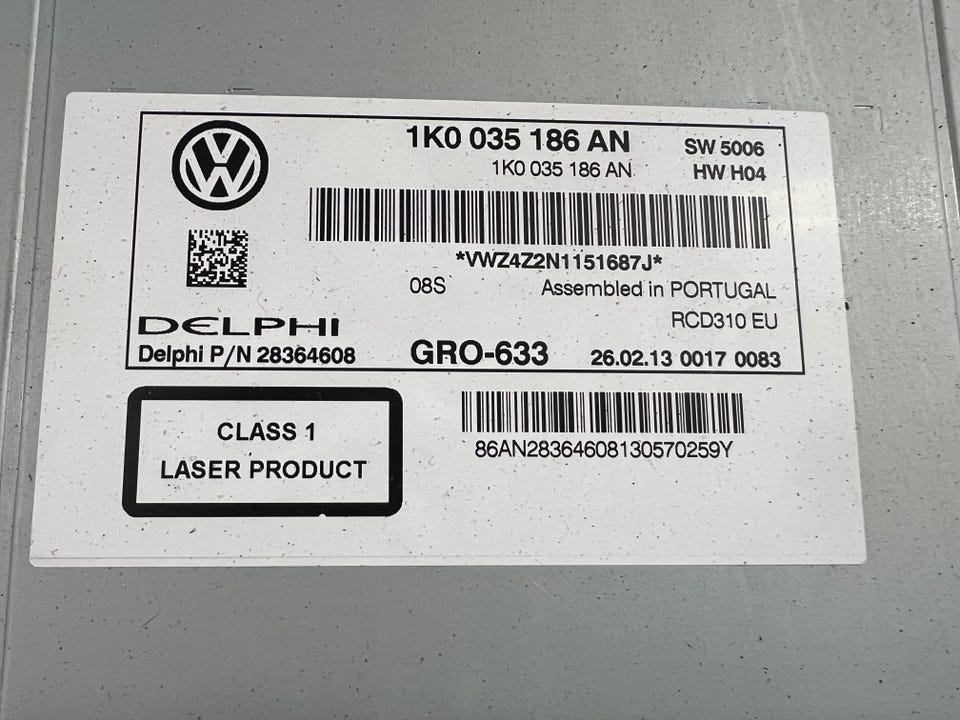 1K0 035 186 AN
SW 5006
1K0 035 186 AN
HW H04
*VWZ4Z2N1151687J*
08S
Assembled in PORTUGAL
RCD310 EU
DELPHI
Delphi P/N 28364608
GRO-633
26.02.13 0017 0083
CLASS 1
LASER PRODUCT
86AN28364608130570259Y